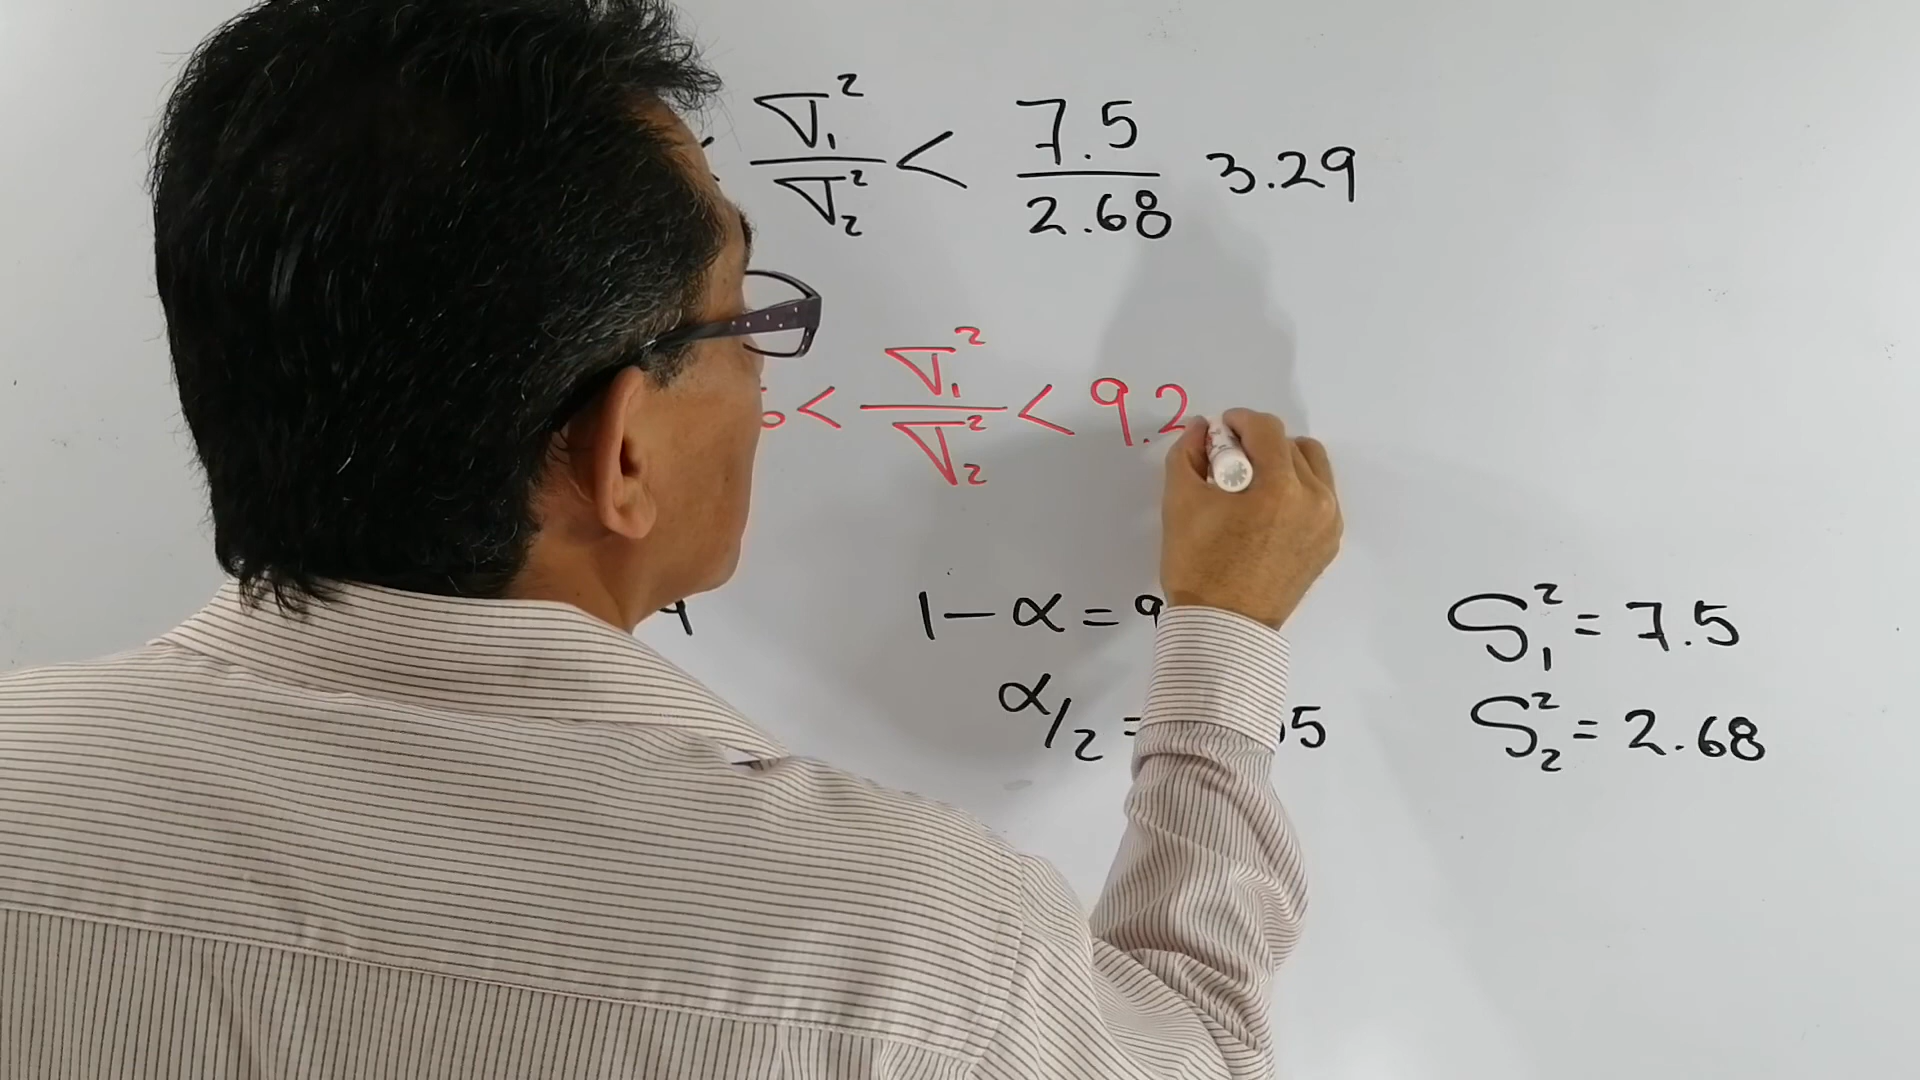 σ₁² / σ₂² < 7.5 / 2.68 3.29
< σ₁² / σ₂² < 9.2
1 - α = 9
α/2 = 5
S₁² = 7.5
S₂² = 2.68